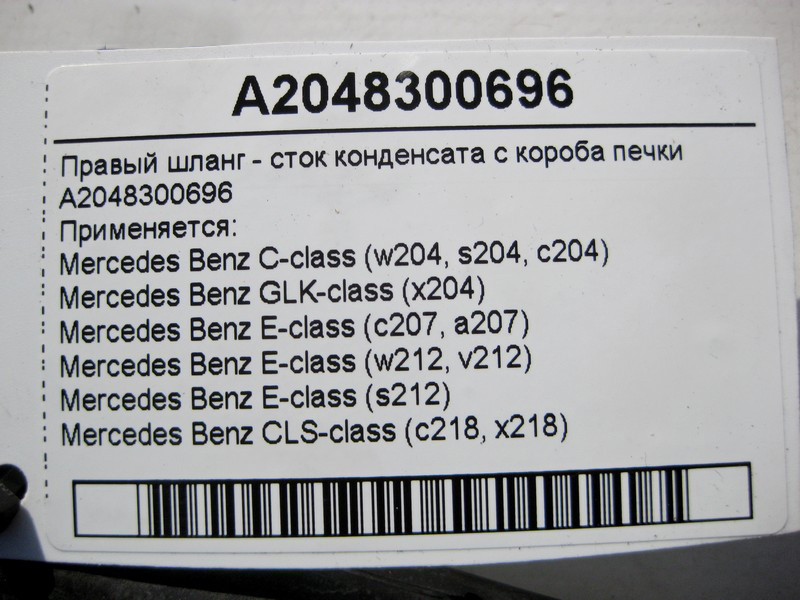 A2048300696
Правый шланг - сток конденсата с короба печки
A2048300696
Применяется:
Mercedes Benz C-class (w204, s204, c204)
Mercedes Benz GLK-class (x204)
Mercedes Benz E-class (c207, a207)
Mercedes Benz E-class (w212, v212)
Mercedes Benz E-class (s212)
Mercedes Benz CLS-class (c218, x218)